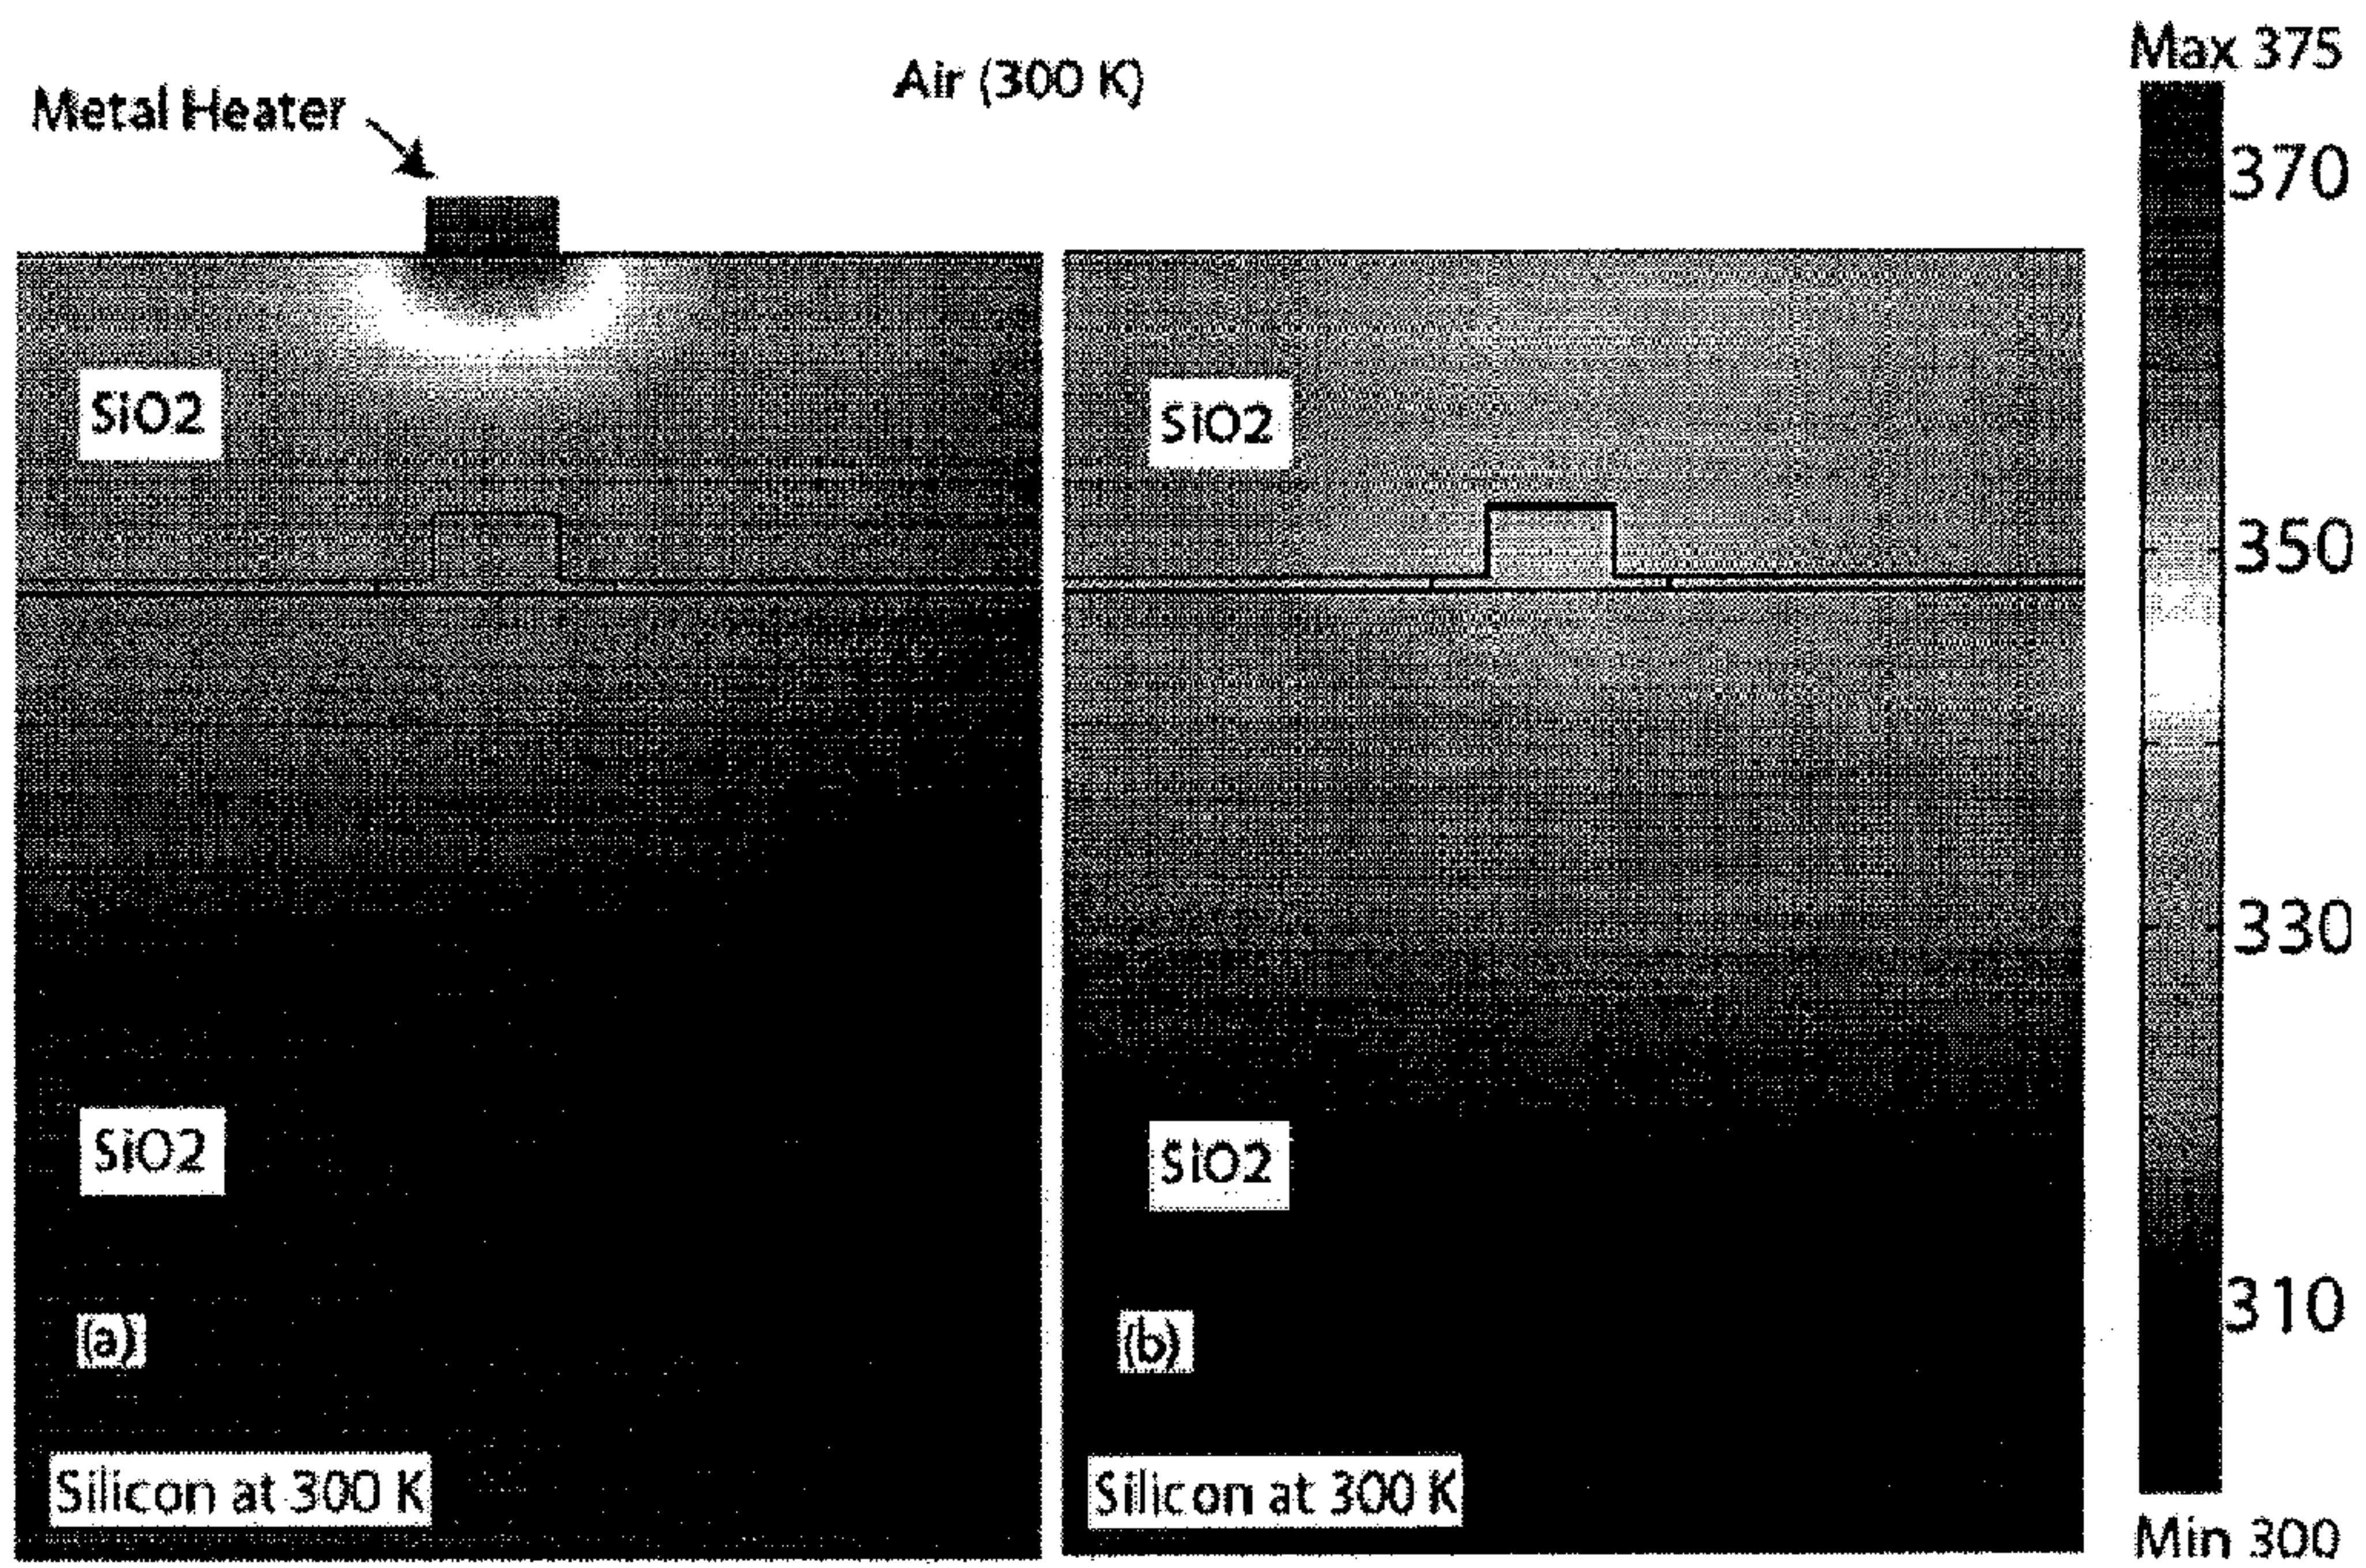 Metal Heater
Air (300 K)
Max 375
370
350
330
310
Min 300
SiO2
SiO2
(a)
Silicon at 300 K
SiO2
SiO2
(b)
Silicon at 300 K